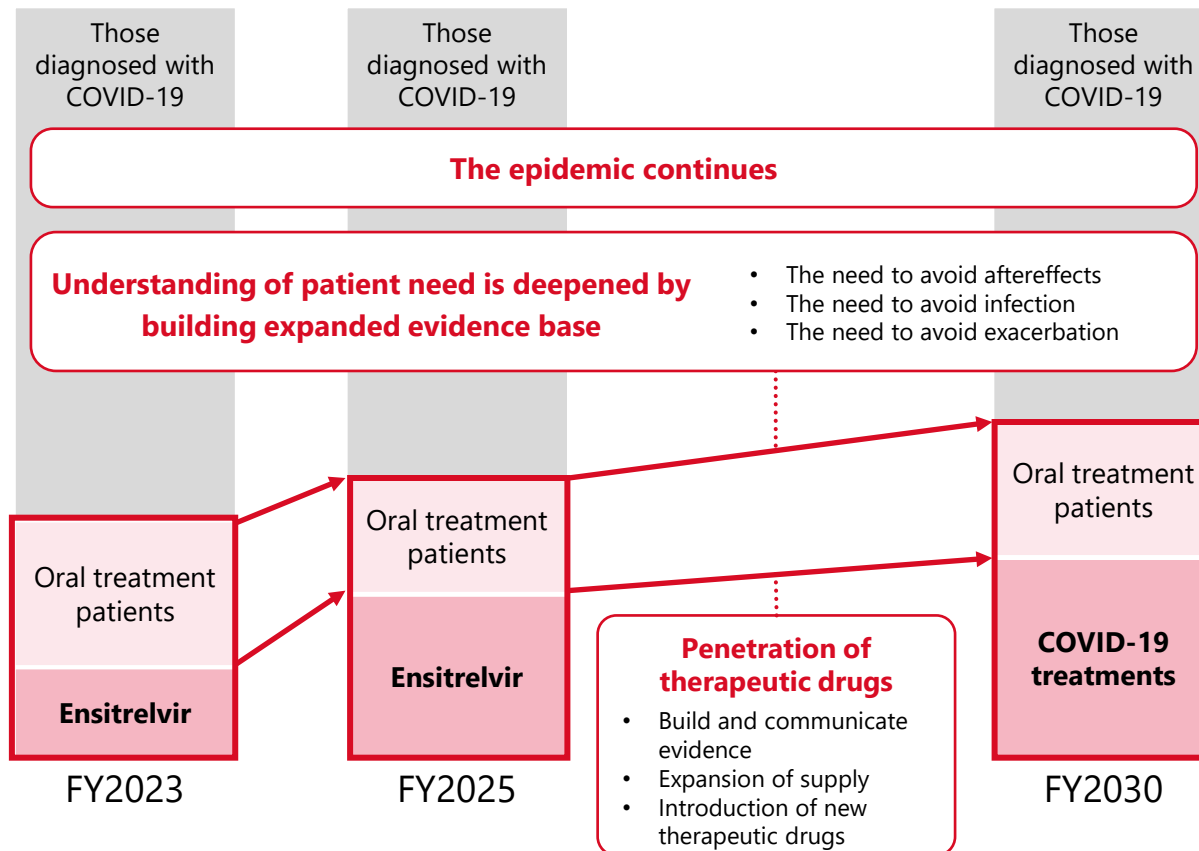 Those
diagnosed with
COVID-19
Those
diagnosed with
COVID-19
Those
diagnosed with
COVID-19
The epidemic continues
Understanding of patient need is deepened by
building expanded evidence base
• The need to avoid aftereffects
• The need to avoid infection
• The need to avoid exacerbation
Oral treatment
patients
Ensitrelvir
FY2023
Oral treatment
patients
Ensitrelvir
FY2025
Penetration of
therapeutic drugs
• Build and communicate
evidence
• Expansion of supply
• Introduction of new
therapeutic drugs
Oral treatment
patients
COVID-19
treatments
FY2030